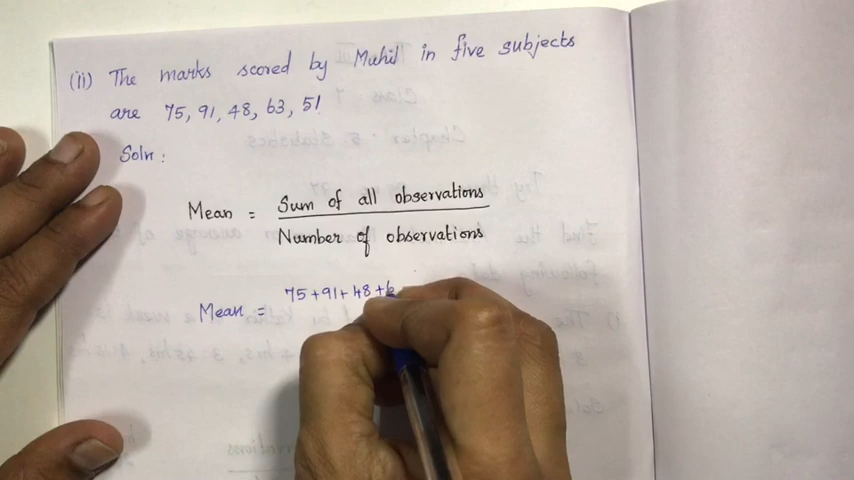 (ii) The marks scored by Muhil in five subjects
are 75, 91, 48, 63, 51
Soln :
Mean = Sum of all observations
Number of observations
Mean = 75+91+48+6